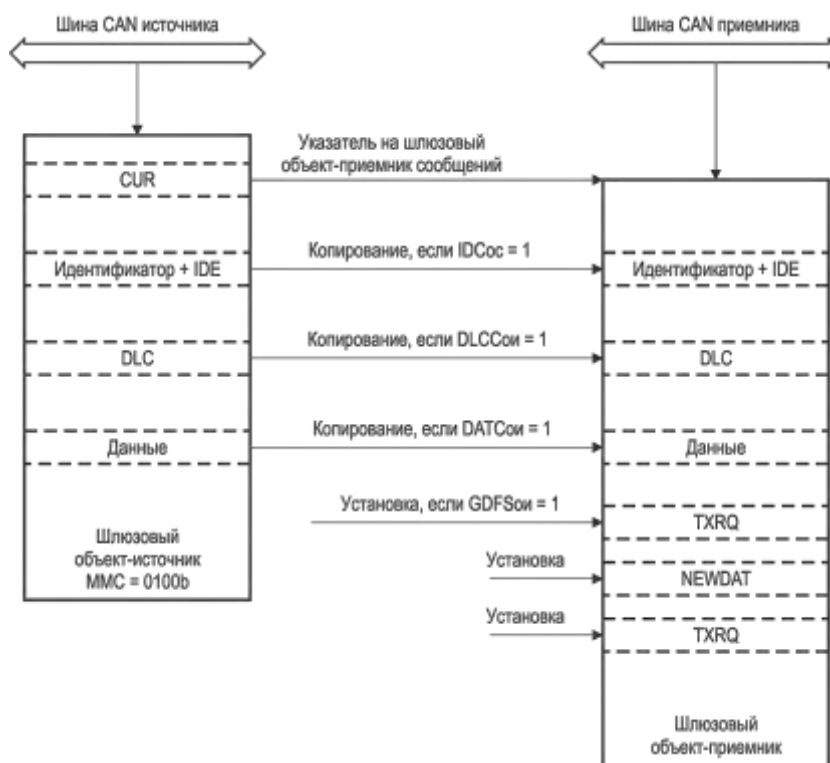 Шина CAN источника
Шина CAN приемника
Указатель на шлюзовый
объект-приемник сообщений
CUR
Копирование, если IDCoc = 1
Идентификатор + IDE
Идентификатор + IDE
Копирование, если DLCCои = 1
DLC
DLC
Копирование, если DATCои = 1
Данные
Данные
Установка, если GDFSои = 1
TXRQ
Шлюзовый
объект-источник
MMC = 0100b
Установка
NEWDAT
Установка
TXRQ
Шлюзовый
объект-приемник